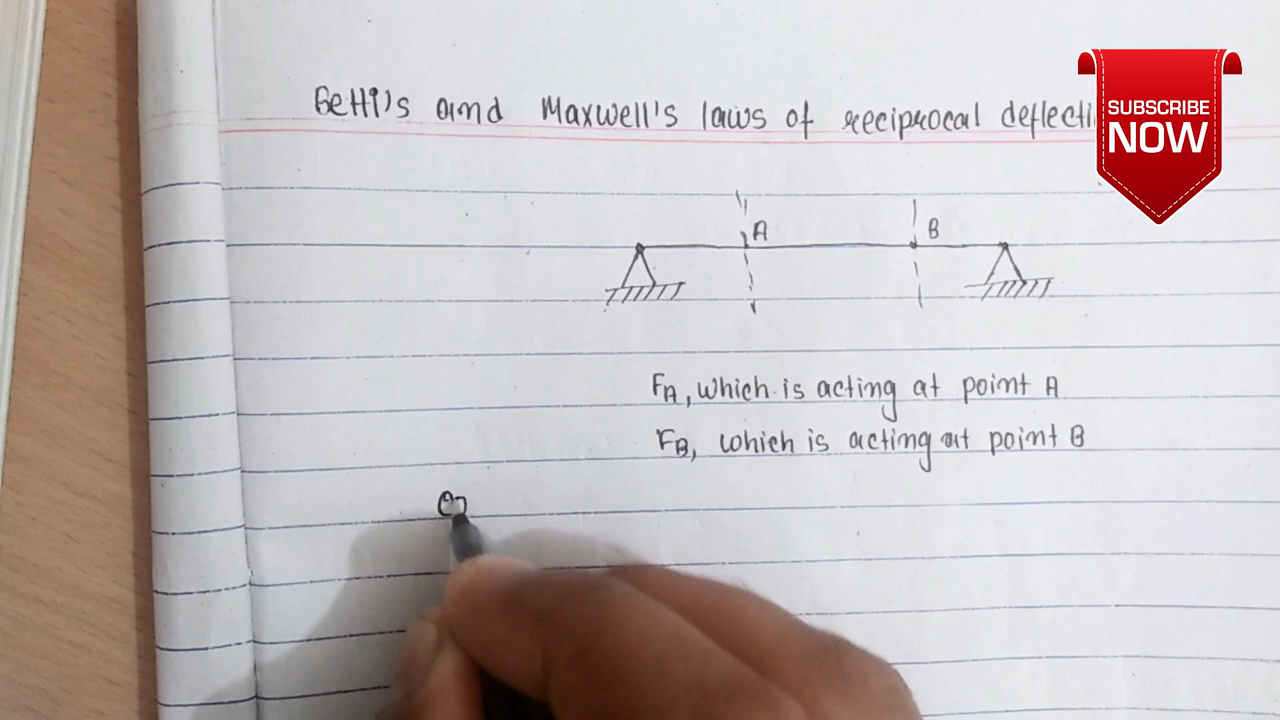 Betti's and Maxwell's laws of reciprocal deflecti
SUBSCRIBE
NOW
A
B
FA, which is acting at point A
FB, which is acting at point B